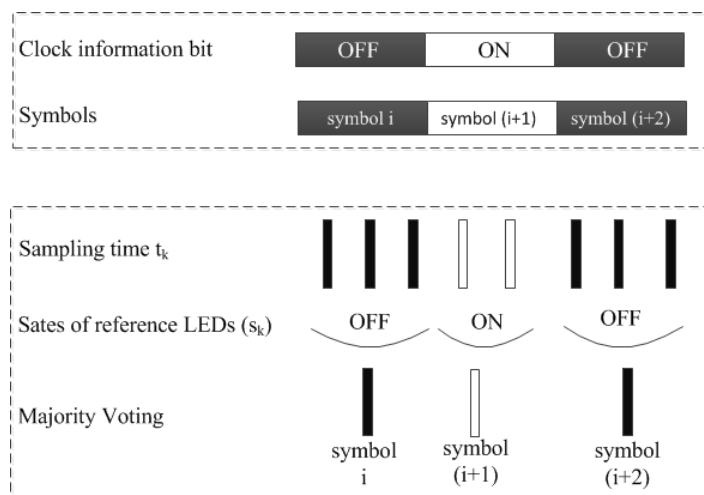 Clock information bit OFF ON OFF
Symbols symbol i symbol (i+1) symbol (i+2)
Sampling time tk
Sates of reference LEDs (sk) OFF ON OFF
Majority Voting
symbol symbol symbol
i (i+1) (i+2)